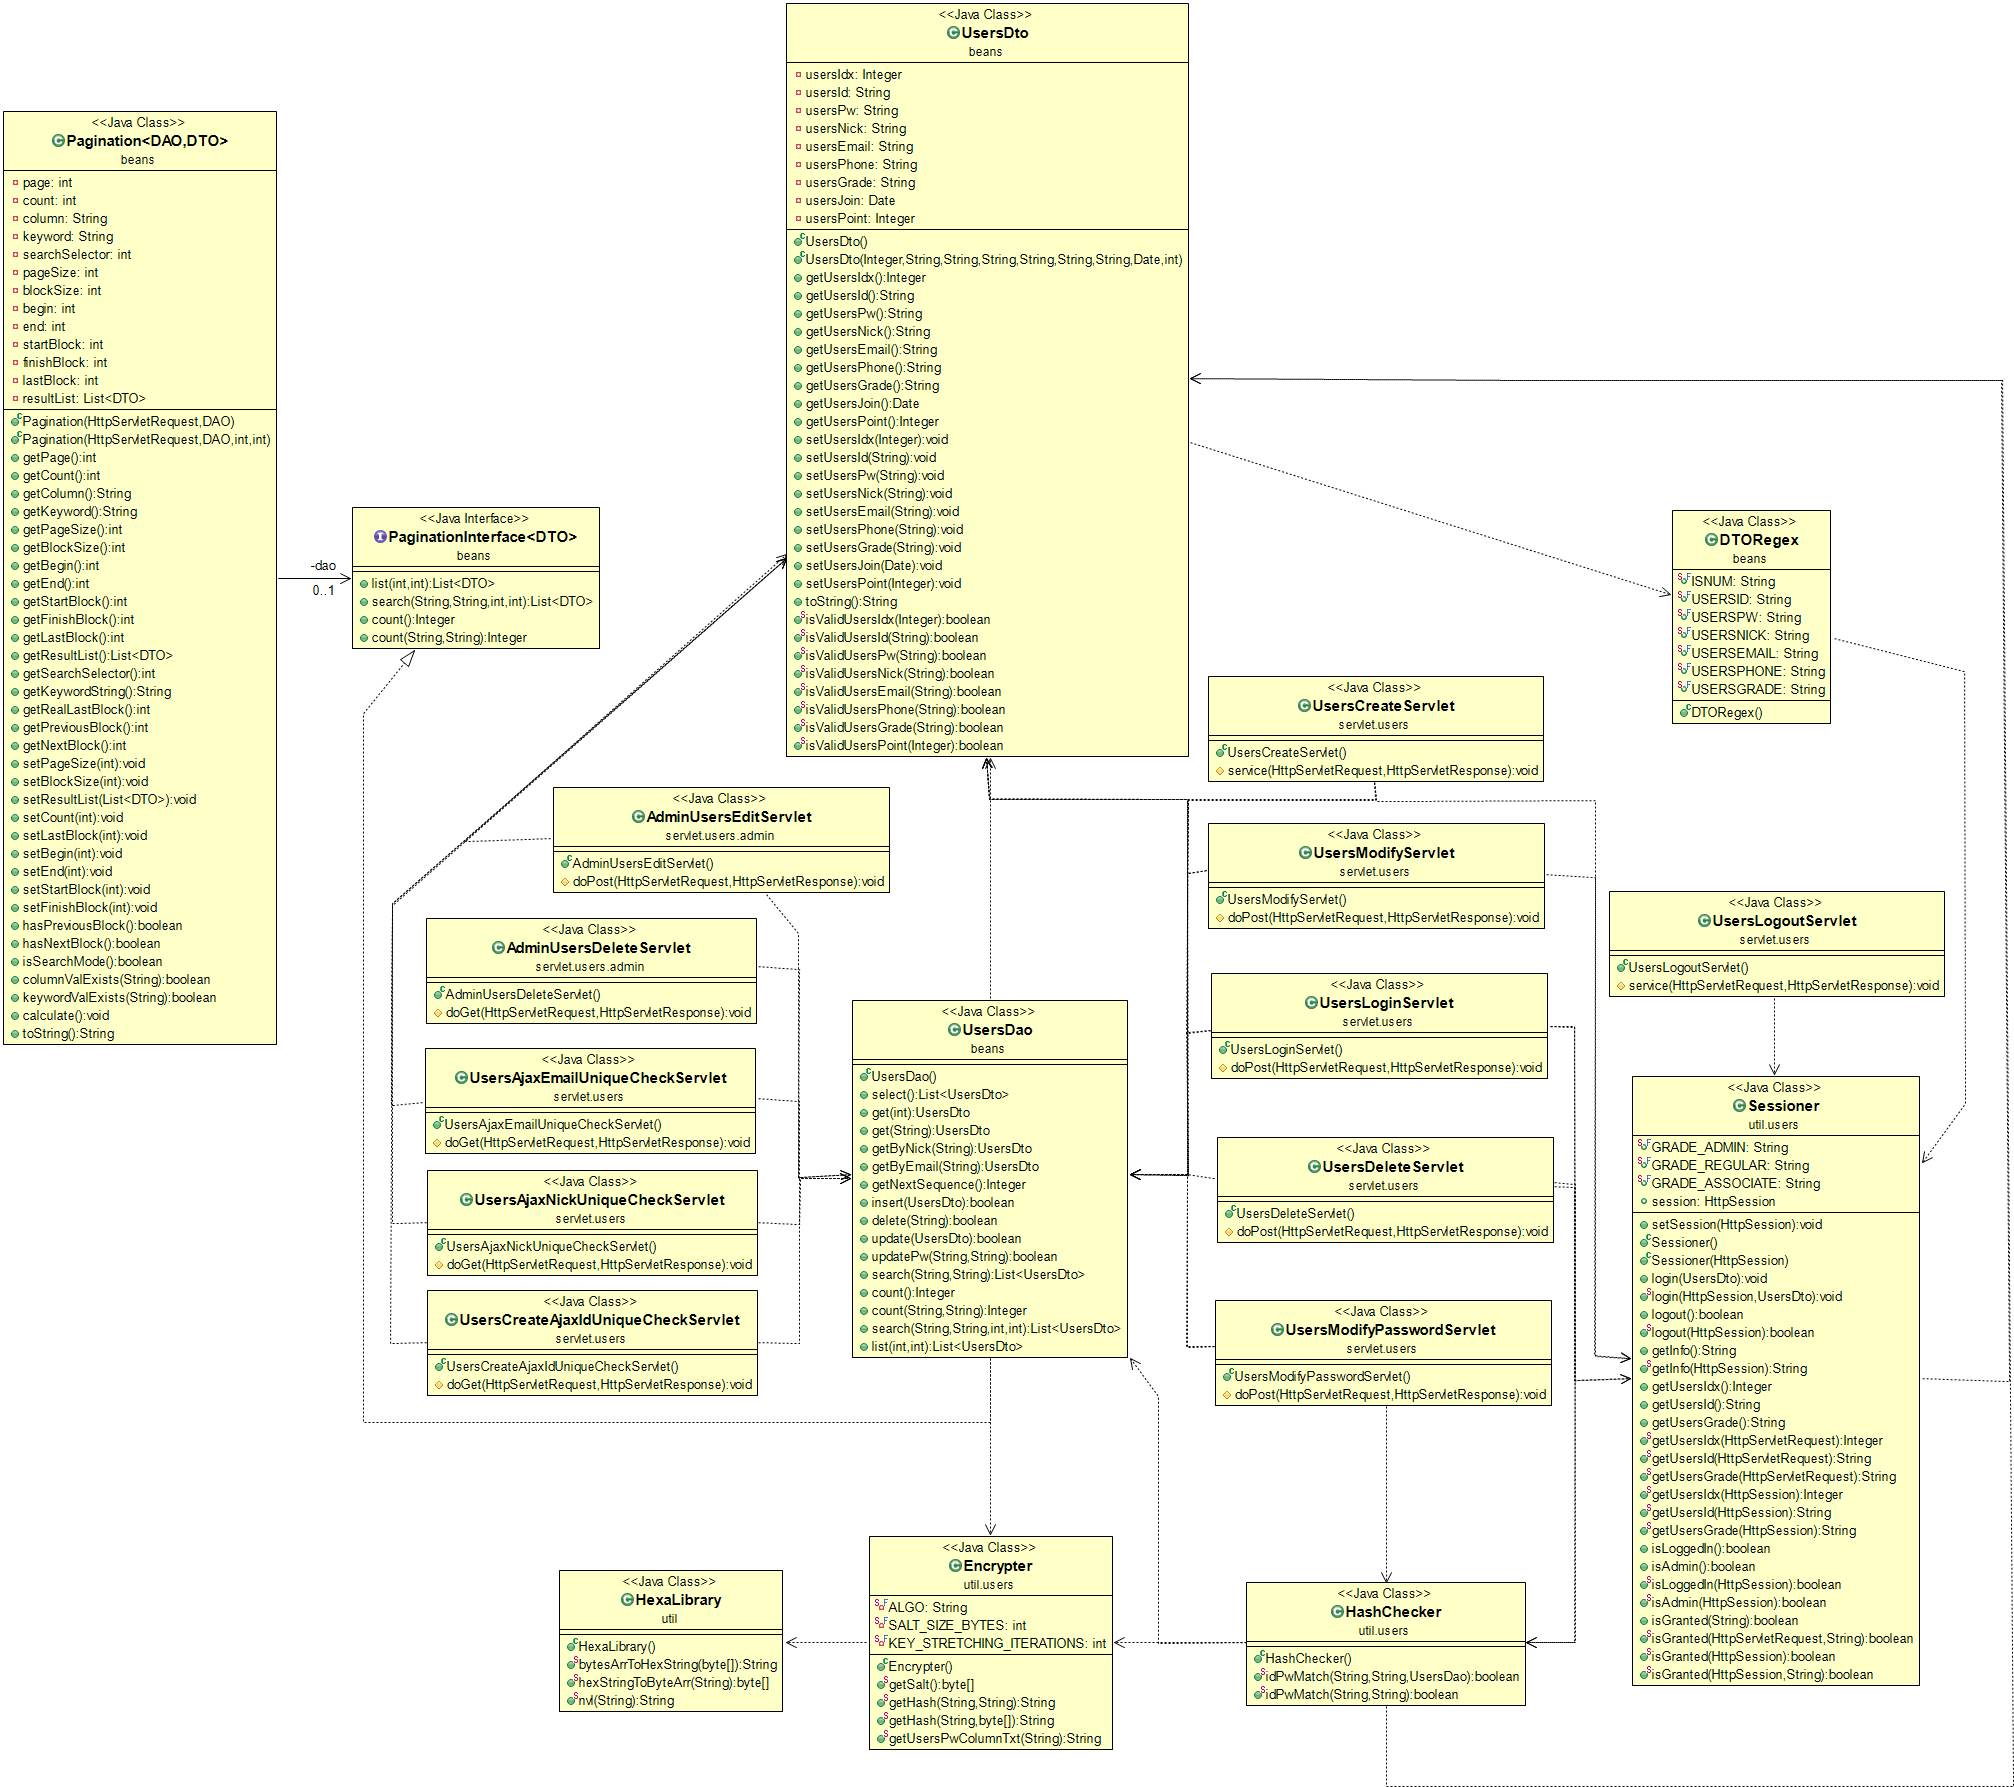 <<Java Class>>
UsersDto
beans
usersIdx: Integer
usersId: String
usersPw: String
usersNick: String
usersEmail: String
usersPhone: String
usersGrade: String
usersJoin: Date
usersPoint: Integer
UsersDto()
UsersDto(Integer,String,String,String,String,String,String,Date,int)
getUsersIdx():Integer
getUsersId():String
getUsersPw():String
getUsersNick():String
getUsersEmail():String
getUsersPhone():String
getUsersGrade():String
getUsersJoin():Date
getUsersPoint():Integer
setUsersIdx(Integer):void
setUsersId(String):void
setUsersPw(String):void
setUsersNick(String):void
setUsersEmail(String):void
setUsersPhone(String):void
setUsersGrade(String):void
setUsersJoin(Date):void
setUsersPoint(Integer):void
toString():String
isValidUsersIdx(Integer):boolean
isValidUsersId(String):boolean
isValidUsersPw(String):boolean
isValidUsersNick(String):boolean
isValidUsersEmail(String):boolean
isValidUsersPhone(String):boolean
isValidUsersGrade(String):boolean
isValidUsersPoint(Integer):boolean
<<Java Class>>
Pagination<DAO,DTO>
beans
page: int
count: int
column: String
keyword: String
searchSelector: int
pageSize: int
blockSize: int
begin: int
end: int
startBlock: int
finishBlock: int
lastBlock: int
resultList: List<DTO>
Pagination(HttpServletRequest,DAO)
Pagination(HttpServletRequest,DAO,int,int)
getPage():int
getCount():int
getColumn():String
getKeyword():String
getPageSize():int
getBlockSize():int
getBegin():int
getEnd():int
getStartBlock():int
getFinishBlock():int
getLastBlock():int
getResultList():List<DTO>
getSearchSelector():int
getKeywordString():String
getRealLastBlock():int
getPreviousBlock():int
getNextBlock():int
setPageSize(int):void
setBlockSize(int):void
setResultList(List<DTO>):void
setCount(int):void
setLastBlock(int):void
setBegin(int):void
setEnd(int):void
setStartBlock(int):void
setFinishBlock(int):void
hasPreviousBlock():boolean
hasNextBlock():boolean
isSearchMode():boolean
columnValExists(String):boolean
keywordValExists(String):boolean
calculate():void
toString():String
-dao
0..1
<<Java Interface>>
PaginationInterface<DTO>
beans
list(int,int):List<DTO>
search(String,String,int,int):List<DTO>
count():Integer
count(String,String):Integer
<<Java Class>>
DTORegex
beans
ISNUM: String
USERSID: String
USERSPW: String
USERSNICK: String
USERSEMAIL: String
USERSPHONE: String
USERSGRADE: String
DTORegex()
<<Java Class>>
UsersCreateServlet
servlet.users
UsersCreateServlet()
service(HttpServletRequest,HttpServletResponse):void
<<Java Class>>
AdminUsersEditServlet
servlet.users.admin
AdminUsersEditServlet()
doPost(HttpServletRequest,HttpServletResponse):void
<<Java Class>>
UsersModifyServlet
servlet.users
UsersModifyServlet()
doPost(HttpServletRequest,HttpServletResponse):void
<<Java Class>>
UsersLogoutServlet
servlet.users
UsersLogoutServlet()
service(HttpServletRequest,HttpServletResponse):void
<<Java Class>>
AdminUsersDeleteServlet
servlet.users.admin
AdminUsersDeleteServlet()
doGet(HttpServletRequest,HttpServletResponse):void
<<Java Class>>
UsersLoginServlet
servlet.users
UsersLoginServlet()
doPost(HttpServletRequest,HttpServletResponse):void
<<Java Class>>
UsersDao
beans
UsersDao()
select():List<UsersDto>
get(int):UsersDto
get(String):UsersDto
getByNick(String):UsersDto
getByEmail(String):UsersDto
getNextSequence():Integer
insert(UsersDto):boolean
delete(String):boolean
update(UsersDto):boolean
updatePw(String,String):boolean
search(String,String):List<UsersDto>
count():Integer
count(String,String):Integer
search(String,String,int,int):List<UsersDto>
list(int,int):List<UsersDto>
<<Java Class>>
UsersAjaxEmailUniqueCheckServlet
servlet.users
UsersAjaxEmailUniqueCheckServlet()
doGet(HttpServletRequest,HttpServletResponse):void
<<Java Class>>
UsersAjaxNickUniqueCheckServlet
servlet.users
UsersAjaxNickUniqueCheckServlet()
doGet(HttpServletRequest,HttpServletResponse):void
<<Java Class>>
UsersCreateAjaxIdUniqueCheckServlet
servlet.users
UsersCreateAjaxIdUniqueCheckServlet()
doGet(HttpServletRequest,HttpServletResponse):void
<<Java Class>>
UsersDeleteServlet
servlet.users
UsersDeleteServlet()
doPost(HttpServletRequest,HttpServletResponse):void
<<Java Class>>
UsersModifyPasswordServlet
servlet.users
UsersModifyPasswordServlet()
doPost(HttpServletRequest,HttpServletResponse):void
<<Java Class>>
Sessioner
util.users
GRADE_ADMIN: String
GRADE_REGULAR: String
GRADE_ASSOCIATE: String
session: HttpSession
setSession(HttpSession):void
Sessioner()
Sessioner(HttpSession)
login(UsersDto):void
login(HttpSession,UsersDto):void
logout():boolean
logout(HttpSession):boolean
getInfo():String
getInfo(HttpSession):String
getUsersIdx():Integer
getUsersId():String
getUsersGrade():String
getUsersIdx(HttpServletRequest):Integer
getUsersId(HttpServletRequest):String
getUsersGrade(HttpServletRequest):String
getUsersIdx(HttpSession):Integer
getUsersId(HttpSession):String
getUsersGrade(HttpSession):String
isLoggedIn():boolean
isAdmin():boolean
isLoggedIn(HttpSession):boolean
isAdmin(HttpSession):boolean
isGranted(String):boolean
isGranted(HttpServletRequest,String):boolean
isGranted(HttpSession):boolean
isGranted(HttpSession,String):boolean
<<Java Class>>
HexaLibrary
util
HexaLibrary()
bytesArrToHexString(byte[]):String
hexStringToByteArr(String):byte[]
nvl(String):String
<<Java Class>>
Encrypter
util.users
ALGO: String
SALT_SIZE_BYTES: int
KEY_STRETCHING_ITERATIONS: int
Encrypter()
getSalt():byte[]
getHash(String,String):String
getHash(String,byte[]):String
getUsersPwColumnTxt(String):String
<<Java Class>>
HashChecker
util.users
HashChecker()
idPwMatch(String,String,UsersDao):boolean
idPwMatch(String,String):boolean